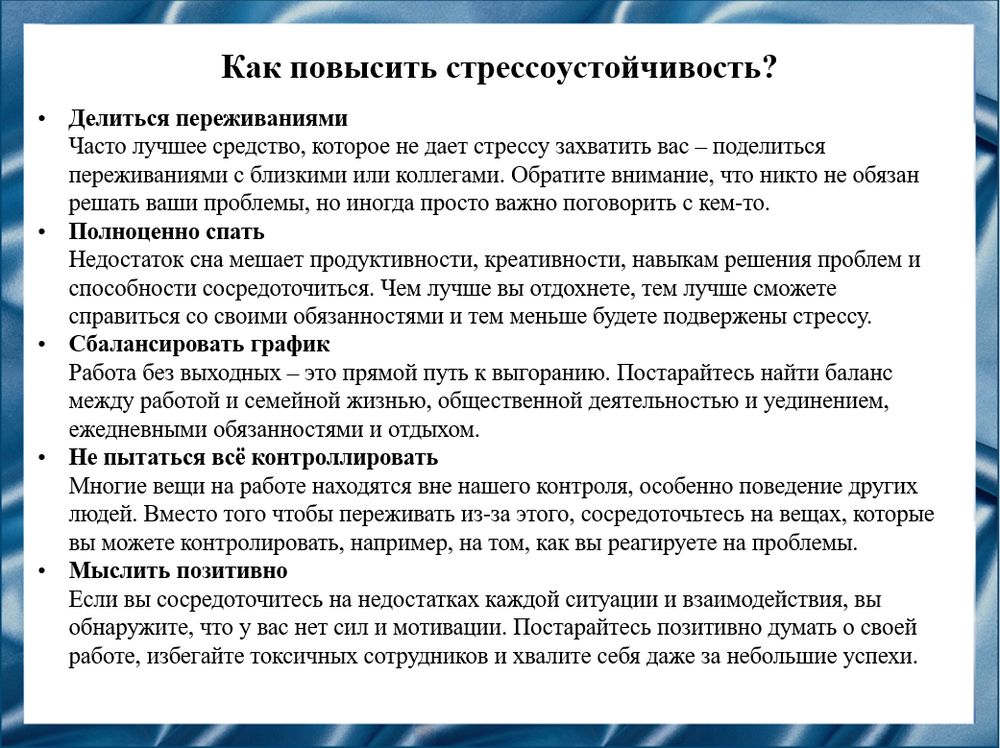 Как повысить стрессоустойчивость?
• Делиться переживаниями
Часто лучшее средство, которое не дает стрессу захватить вас – поделиться
переживаниями с близкими или коллегами. Обратите внимание, что никто не обязан
решать ваши проблемы, но иногда просто важно поговорить с кем-то.
• Полноценно спать
Недостаток сна мешает продуктивности, креативности, навыкам решения проблем и
способности сосредоточиться. Чем лучше вы отдохнете, тем лучше сможете
справиться со своими обязанностями и тем меньше будете подвержены стрессу.
• Сбалансировать график
Работа без выходных – это прямой путь к выгоранию. Постарайтесь найти баланс
между работой и семейной жизнью, общественной деятельностью и уединением,
ежедневными обязанностями и отдыхом.
• Не пытаться всё контроллировать
Многие вещи на работе находятся вне нашего контроля, особенно поведение других
людей. Вместо того чтобы переживать из-за этого, сосредоточьтесь на вещах, которые
вы можете контролировать, например, на том, как вы реагируете на проблемы.
• Мыслить позитивно
Если вы сосредоточитесь на недостатках каждой ситуации и взаимодействия, вы
обнаружите, что у вас нет сил и мотивации. Постарайтесь позитивно думать о своей
работе, избегайте токсичных сотрудников и хвалите себя даже за небольшие успехи.